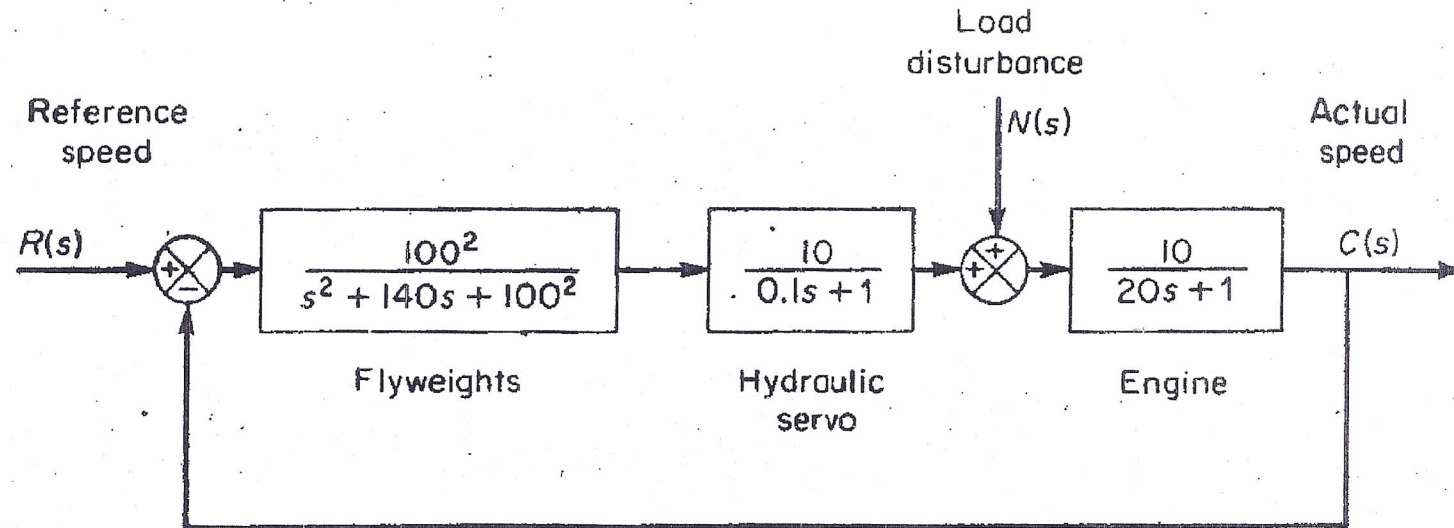 Load
disturbance
Reference
speed
N(s)
Actual
speed
R(s)
+
−
100²
s² + 140s + 100²
10
0.1s + 1
+
+
10
20s + 1
C(s)
Flyweights
Hydraulic
servo
Engine